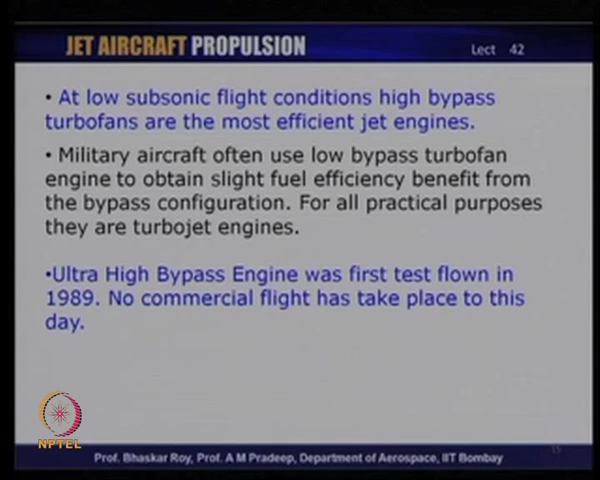 JET AIRCRAFT PROPULSION Lect 42
• At low subsonic flight conditions high bypass
turbofans are the most efficient jet engines.
• Military aircraft often use low bypass turbofan
engine to obtain slight fuel efficiency benefit from
the bypass configuration. For all practical purposes
they are turbojet engines.
•Ultra High Bypass Engine was first test flown in
1989. No commercial flight has take place to this
day.
NPTEL
15
Prof. Bhaskar Roy, Prof. A M Pradeep, Department of Aerospace, IIT Bombay